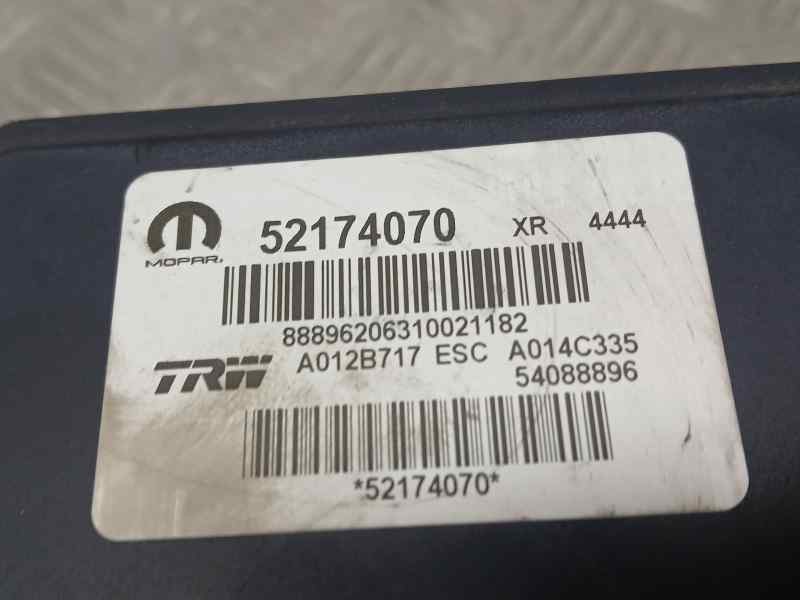 52174070 XR 4444
MOPAR
88896206310021182
TRW A012B717 ESC A014C335
54088896
*52174070*